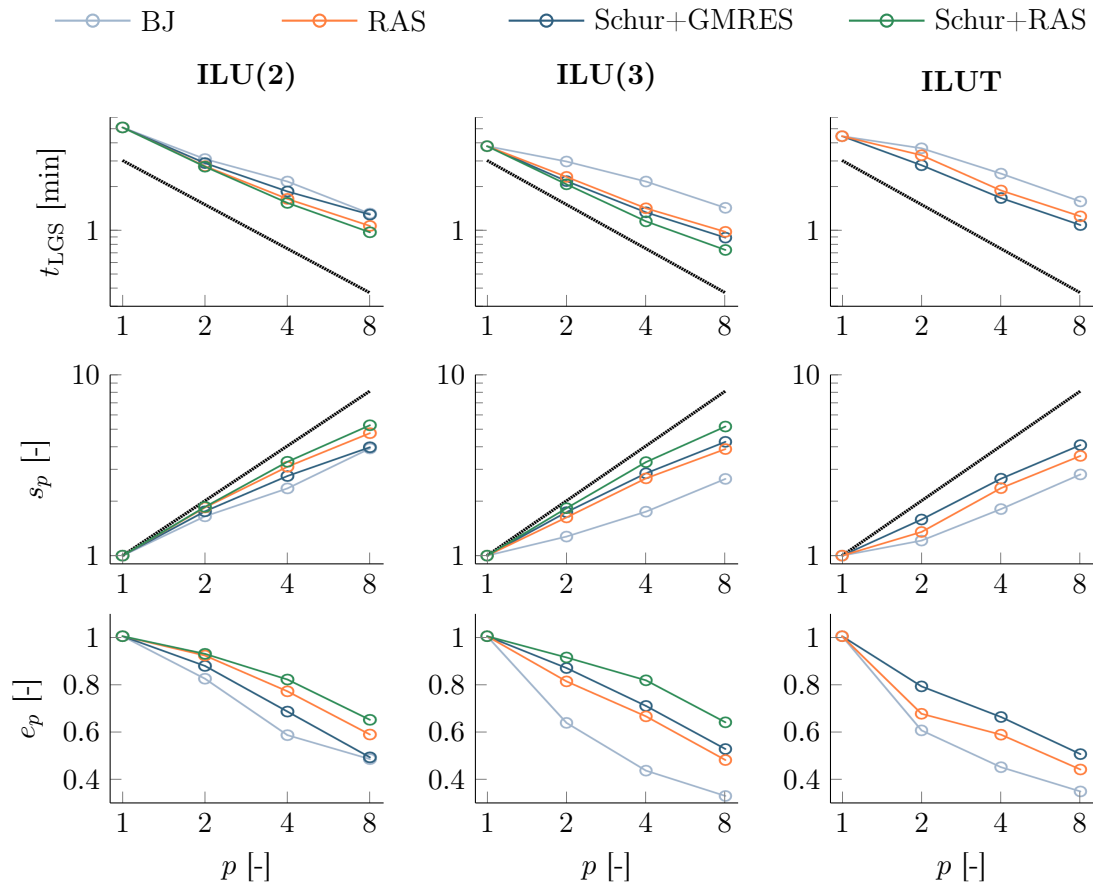 BJ RAS Schur+GMRES Schur+RAS
ILU(2) ILU(3) ILUT
t_LGS [min]
1 1 1
1 2 4 8 1 2 4 8 1 2 4 8
s_p [-]
10 10 10
1 1 1
1 2 4 8 1 2 4 8 1 2 4 8
e_p [-]
1 1 1
0.8 0.8 0.8
0.6 0.6 0.6
0.4 0.4 0.4
1 2 4 8 1 2 4 8 1 2 4 8
p [-] p [-] p [-]